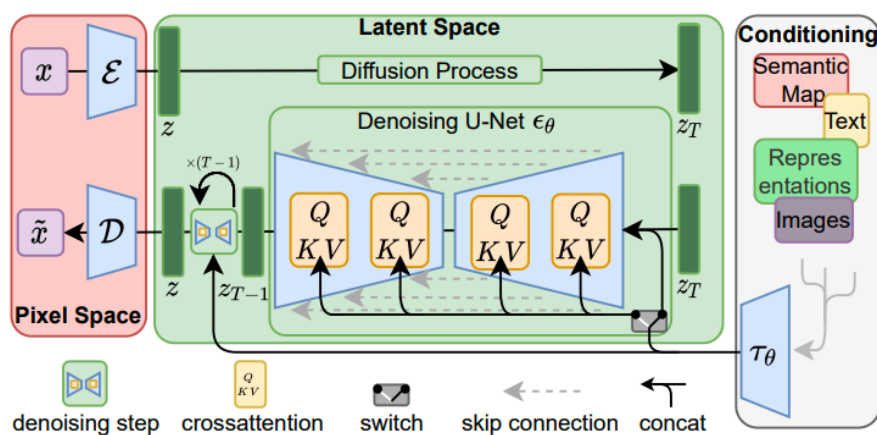 Latent Space
Conditioning
x
ℰ
z
Diffusion Process
z_T
Semantic
Map
Text
Repres
entations
Images
Denoising U-Net ϵ_θ
×(T−1)
Q
KV
Q
KV
Q
KV
Q
KV
x̃
𝒟
z
z_{T−1}
z_T
Pixel Space
τ_θ
Q
KV
denoising step
crossattention
switch
skip connection
concat